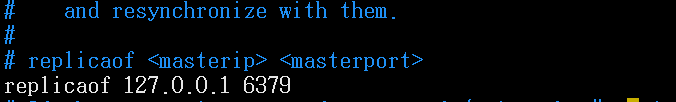 #    and resynchronize with them.
#
# replicaof <masterip> <masterport>
replicaof 127.0.0.1 6379